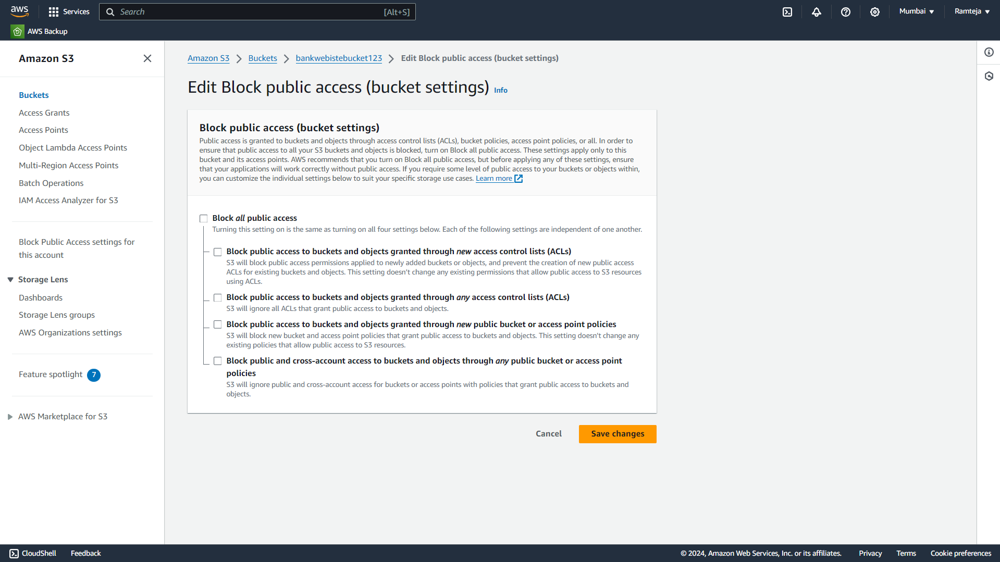 aws
Services
Search
[Alt+S]
Mumbai
Ramteja
AWS Backup
Amazon S3
Buckets
Access Grants
Access Points
Object Lambda Access Points
Multi-Region Access Points
Batch Operations
IAM Access Analyzer for S3
Block Public Access settings for
this account
Storage Lens
Dashboards
Storage Lens groups
AWS Organizations settings
Feature spotlight 7
AWS Marketplace for S3
Amazon S3 > Buckets > bankwebistebucket123 > Edit Block public access (bucket settings)
Edit Block public access (bucket settings) Info
Block public access (bucket settings)
Public access is granted to buckets and objects through access control lists (ACLs), bucket policies, access point policies, or all. In order to
ensure that public access to all your S3 buckets and objects is blocked, turn on Block all public access. These settings apply only to this
bucket and its access points. AWS recommends that you turn on Block all public access, but before applying any of these settings, ensure
that your applications will work correctly without public access. If you require some level of public access to your buckets or objects within,
you can customize the individual settings below to suit your specific storage use cases. Learn more
Block all public access
Turning this setting on is the same as turning on all four settings below. Each of the following settings are independent of one another.
Block public access to buckets and objects granted through new access control lists (ACLs)
S3 will block public access permissions applied to newly added buckets or objects, and prevent the creation of new public access
ACLs for existing buckets and objects. This setting doesn't change any existing permissions that allow public access to S3 resources
using ACLs.
Block public access to buckets and objects granted through any access control lists (ACLs)
S3 will ignore all ACLs that grant public access to buckets and objects.
Block public access to buckets and objects granted through new public bucket or access point policies
S3 will block new bucket and access point policies that grant public access to buckets and objects. This setting doesn't change any
existing policies that allow public access to S3 resources.
Block public and cross-account access to buckets and objects through any public bucket or access point
policies
S3 will ignore public and cross-account access for buckets or access points with policies that grant public access to buckets and
objects.
Cancel
Save changes
CloudShell
Feedback
© 2024, Amazon Web Services, Inc. or its affiliates.
Privacy
Terms
Cookie preferences